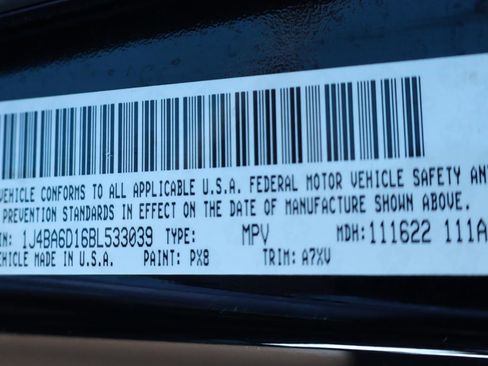 VEHICLE CONFORMS TO ALL APPLICABLE U.S.A. FEDERAL MOTOR VEHICLE SAFETY AN
PREVENTION STANDARDS IN EFFECT ON THE DATE OF MANUFACTURE SHOWN ABOVE.
IN: 1J4BA6D16BL533039 TYPE: MPV MDH: 111622 111A
VEHICLE MADE IN U.S.A. PAINT: PX8 TRIM: A7XV